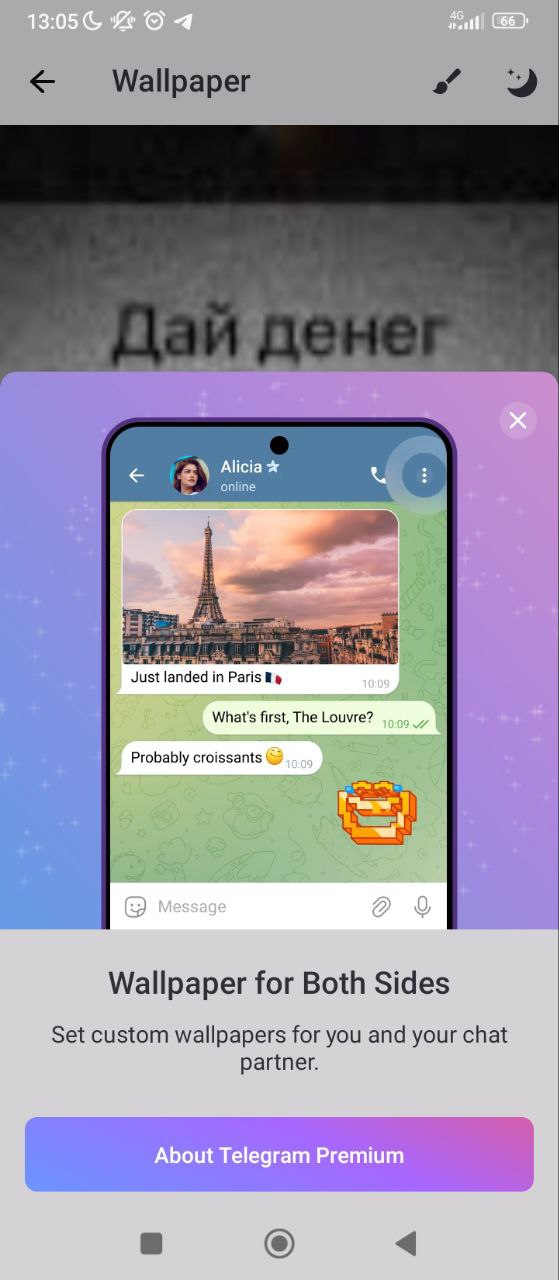 13:05
4G
66
Wallpaper
Дай денег
Alicia
online
Just landed in Paris 🇫🇷
10:09
What's first, The Louvre?
10:09
Probably croissants 😋
10:09
Message
Wallpaper for Both Sides
Set custom wallpapers for you and your chat
partner.
About Telegram Premium